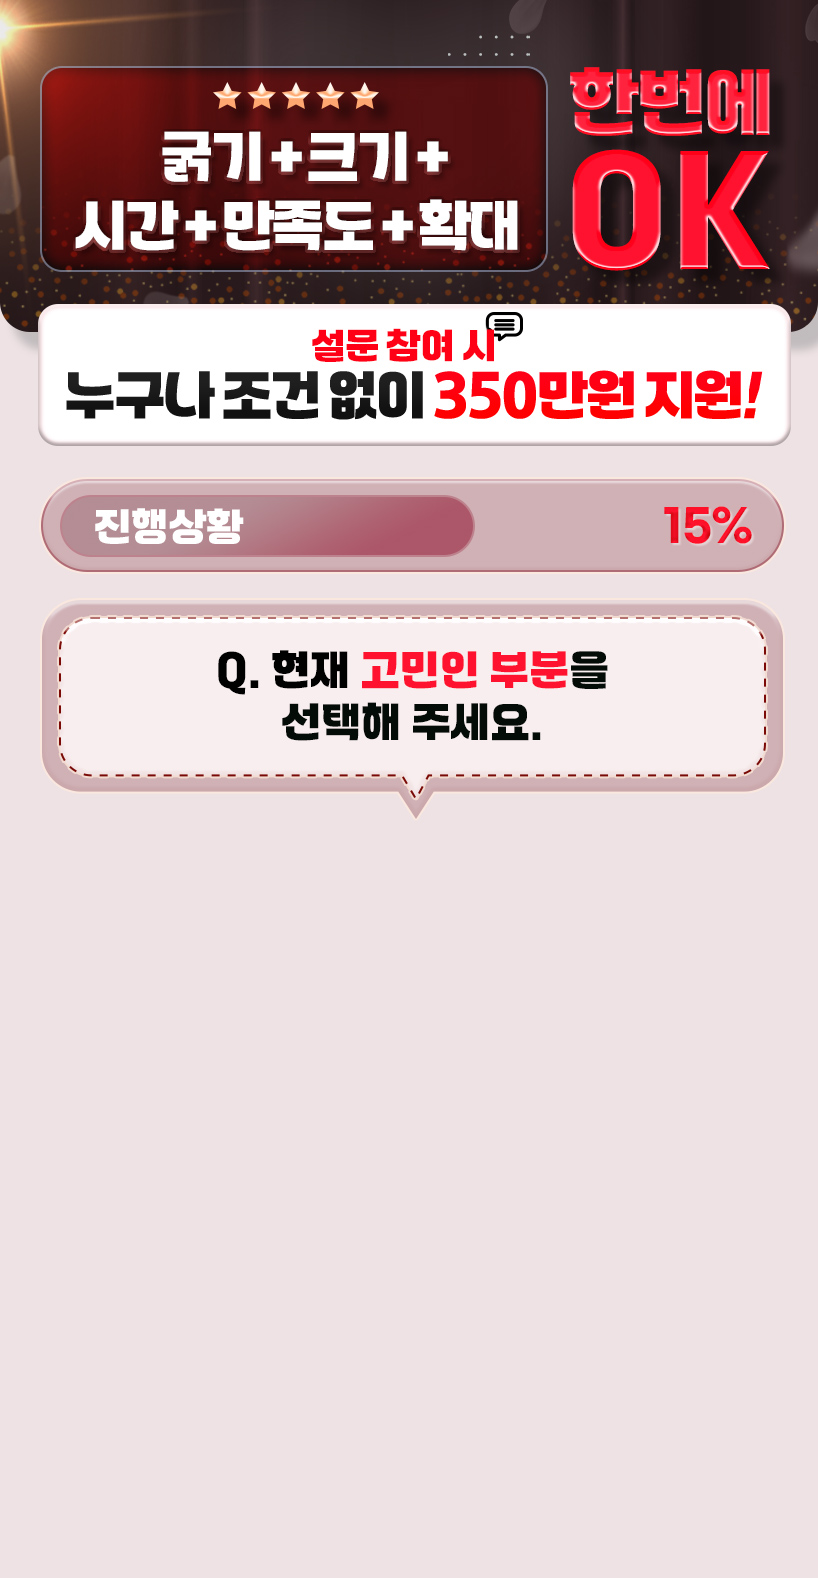 굵기+크기+
시간+만족도+확대
한번에
OK
설문 참여 시
누구나 조건 없이 350만원 지원!
진행상황
15%
Q. 현재 고민인 부분을
선택해 주세요.